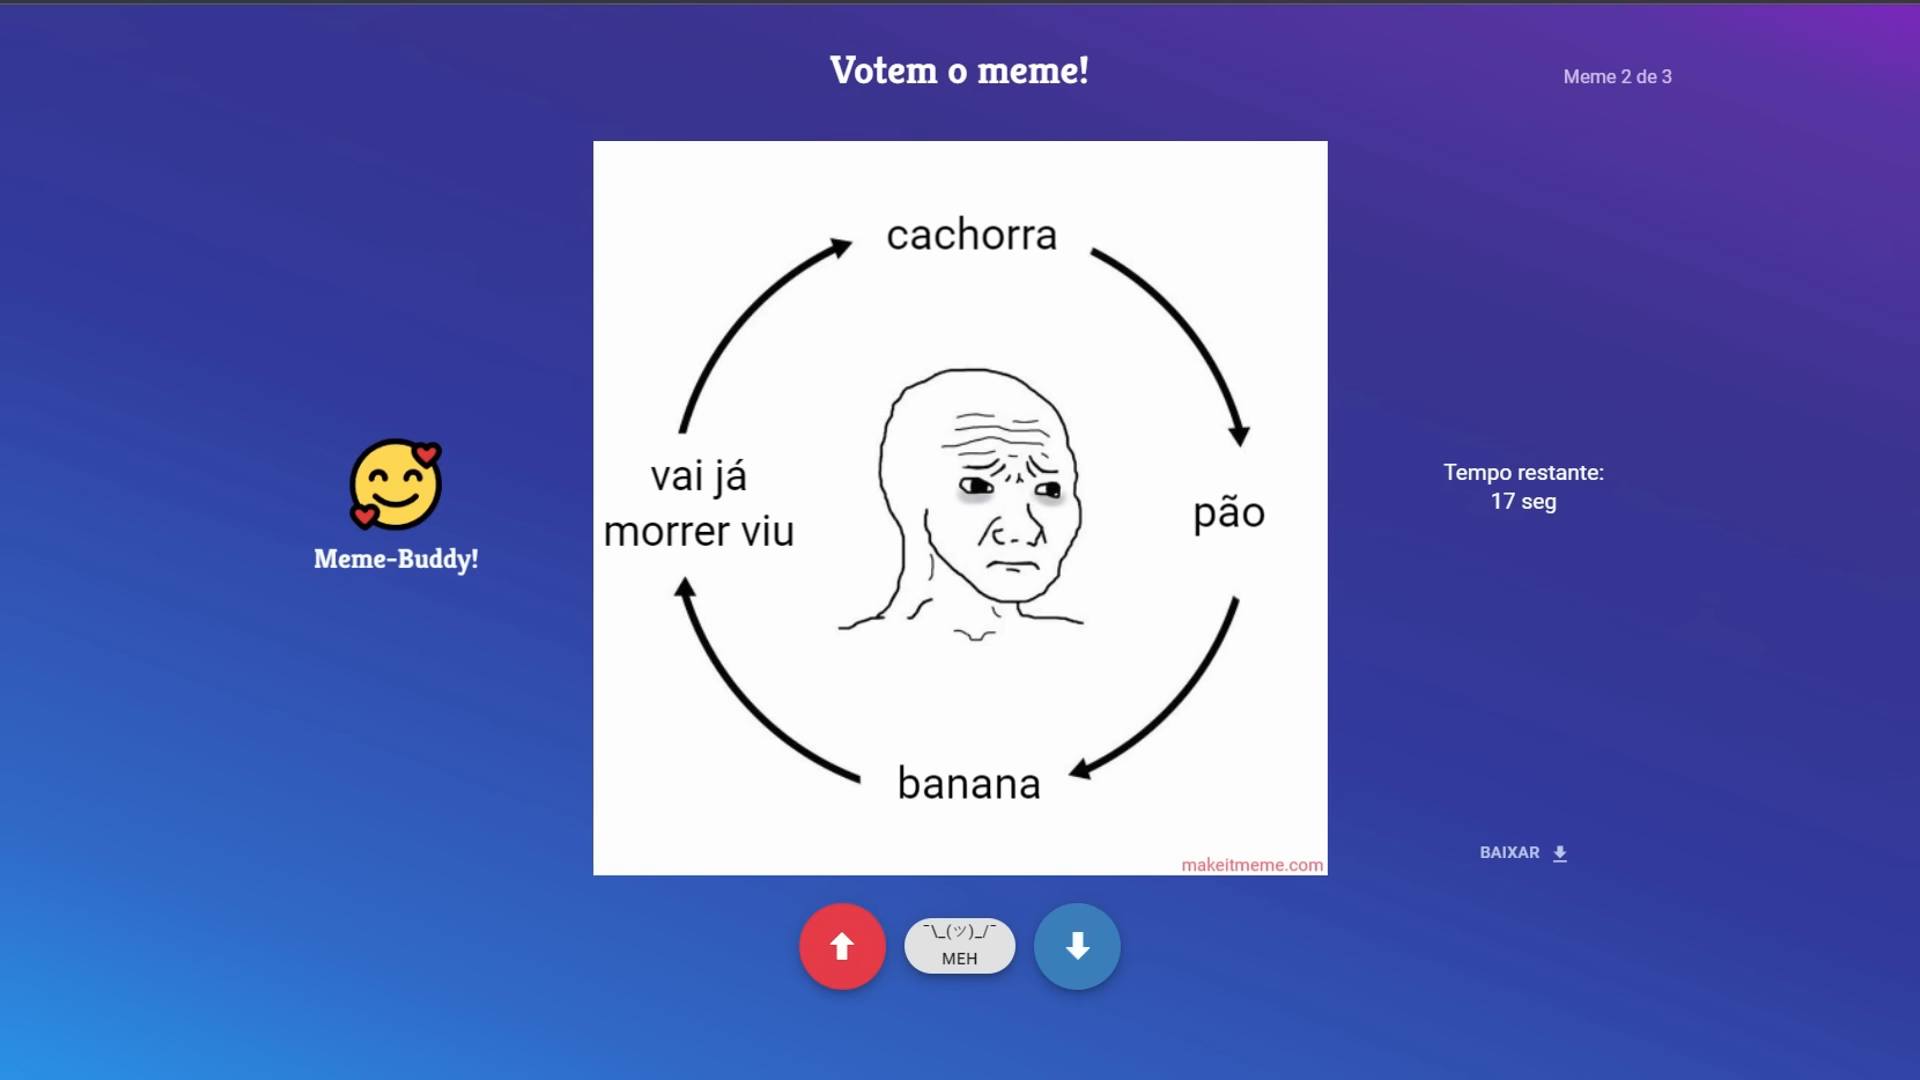 Votem o meme!
Meme 2 de 3
cachorra
vai já
morrer viu
pão
banana
makeitmeme.com
Meme-Buddy!
Tempo restante:
17 seg
BAIXAR
¯\_(ツ)_/¯
MEH